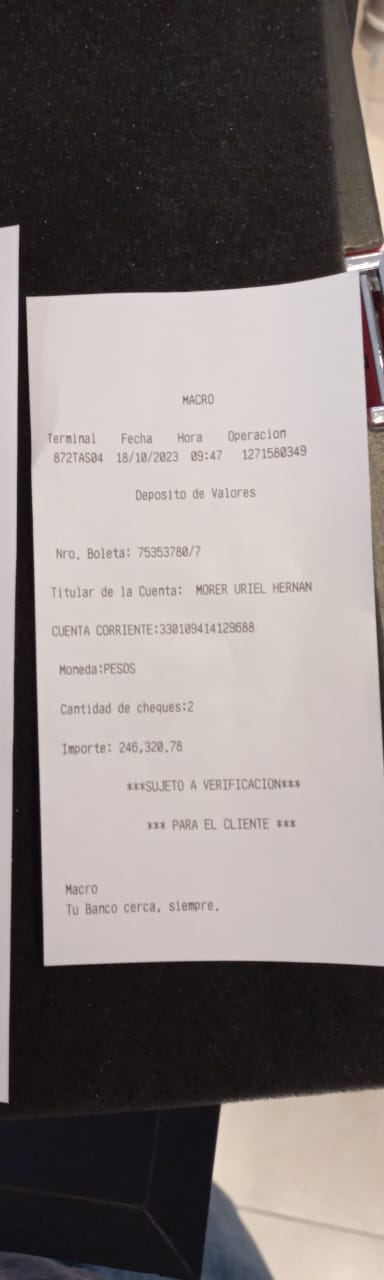 MACRO
Terminal Fecha Hora Operacion
872TAS04 18/10/2023 09:47 1271580349
Deposito de Valores
Nro. Boleta: 75353780/7
Titular de la Cuenta: MORER URIEL HERNAN
CUENTA CORRIENTE:330109414129688
Moneda:PESOS
Cantidad de cheques:2
Importe: 246,320.78
***SUJETO A VERIFICACION***
*** PARA EL CLIENTE ***
Macro
Tu Banco cerca, siempre.